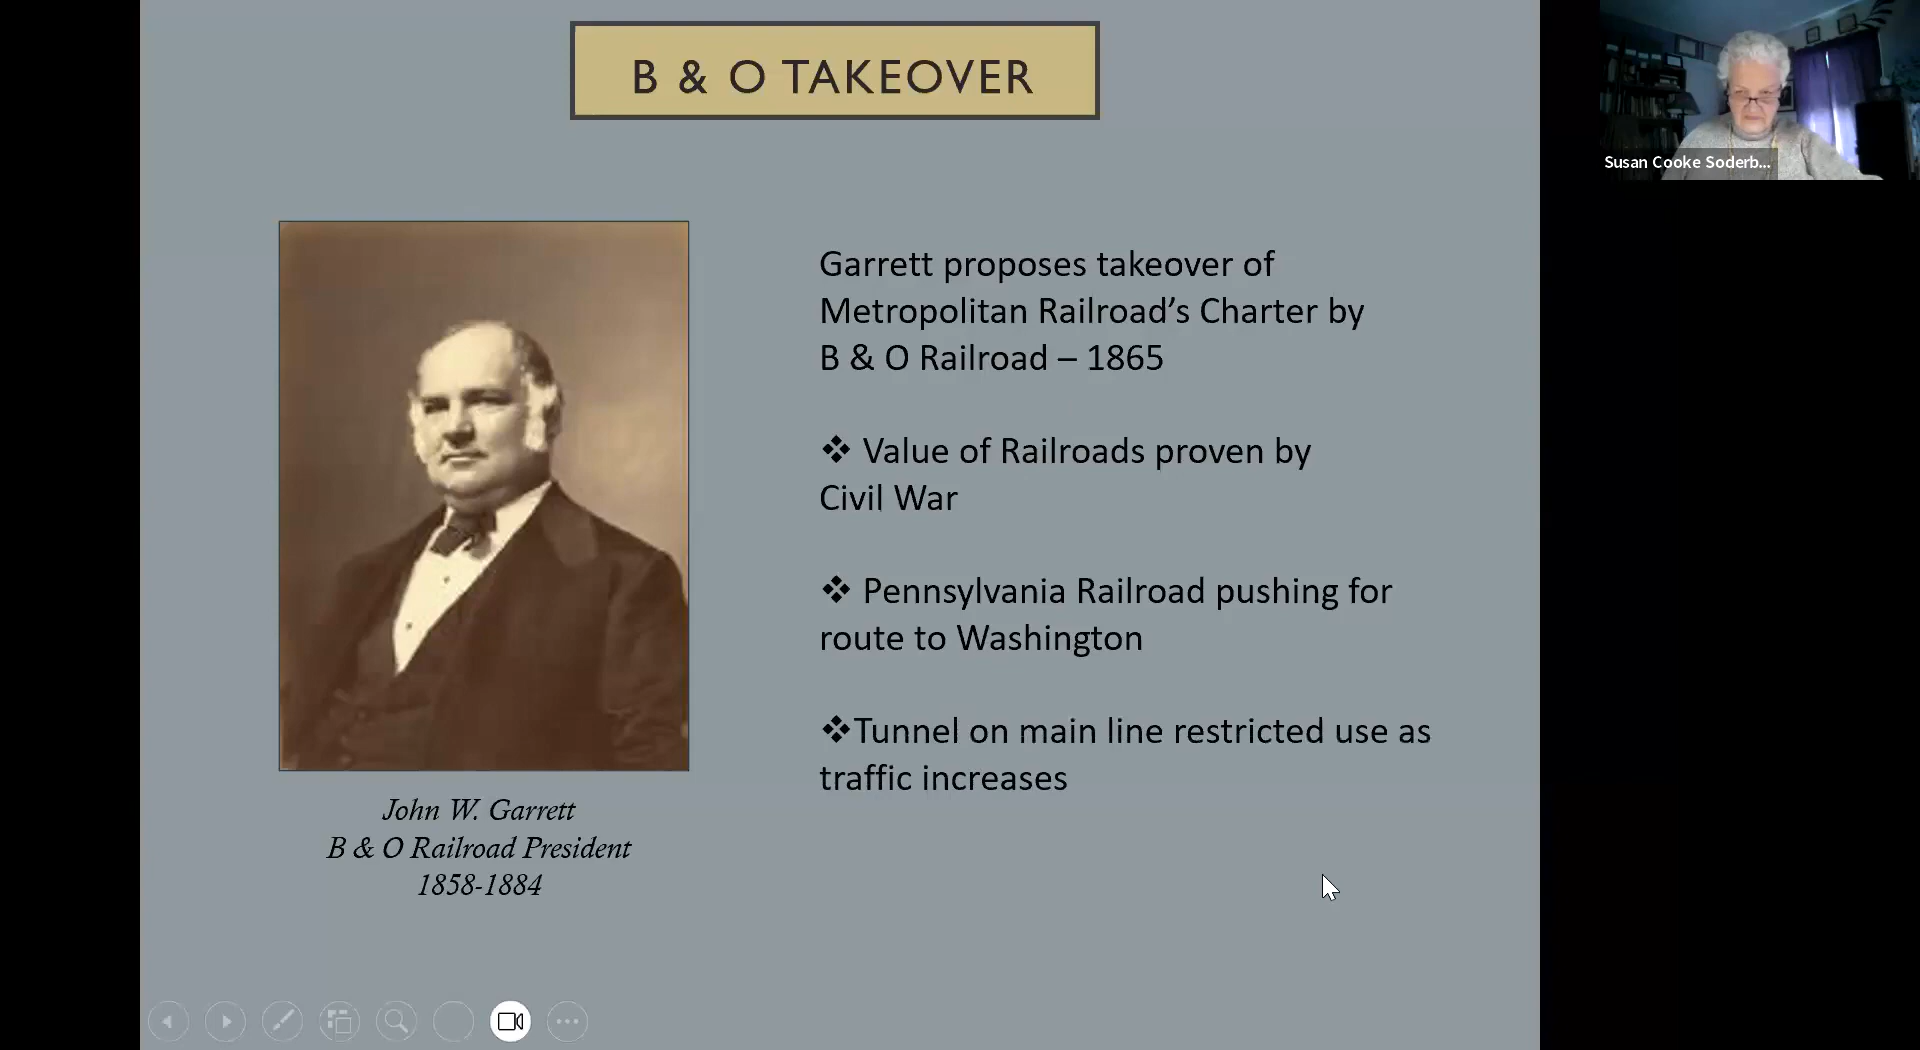 B & O TAKEOVER
Susan Cooke Soderb...
Garrett proposes takeover of
Metropolitan Railroad’s Charter by
B & O Railroad – 1865
❖ Value of Railroads proven by
Civil War
❖ Pennsylvania Railroad pushing for
route to Washington
❖Tunnel on main line restricted use as
traffic increases
John W. Garrett
B & O Railroad President
1858-1884